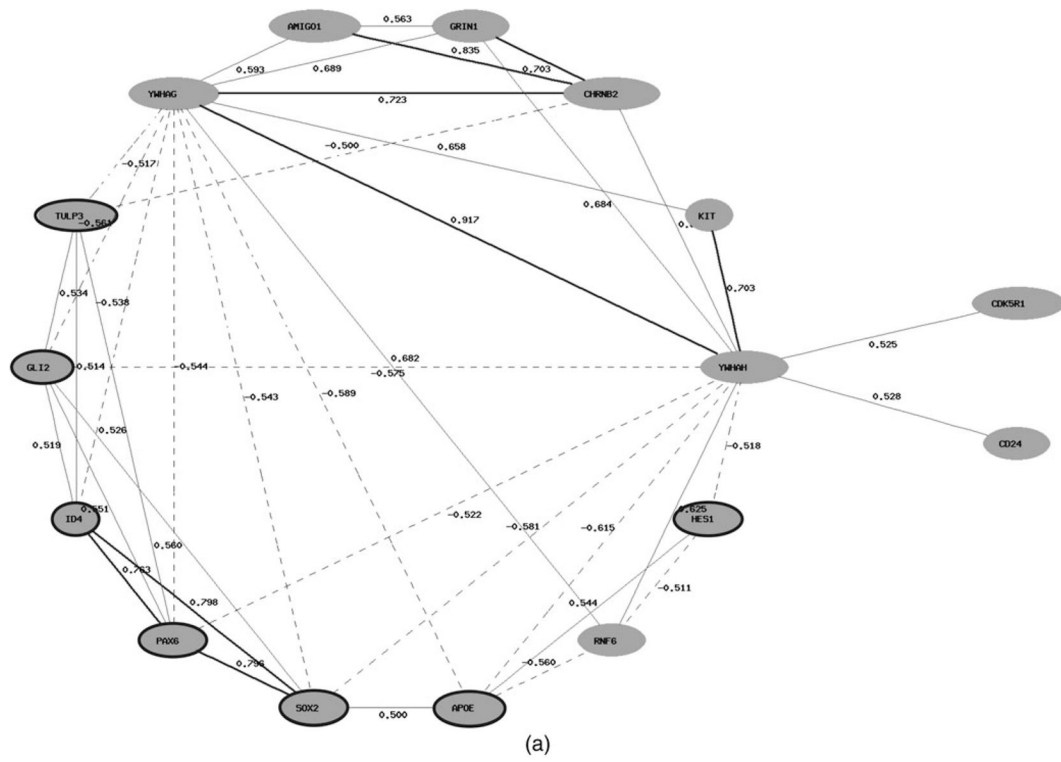 AMIGO1 0.563 GRIN1
0.835
0.593 0.689 0.703
YWHAG 0.723 CHRNB2
-0.500 0.658
-0.517
TULP3 -0.561 0.917 0.684 KIT
0.534 -0.538 0.703 CDK5R1
0.525
GLI2 0.514 -0.544 0.682 YWHAH
-0.575
-0.543 -0.589 0.528
0.519 0.526 -0.518 CD24
ID4 0.551 -0.522 -0.581 -0.615 0.625 HES1
0.560
0.763 -0.511
0.798 0.544
PAX6 RNF6
0.796 -0.560
SOX2 0.500 APOE
(a)